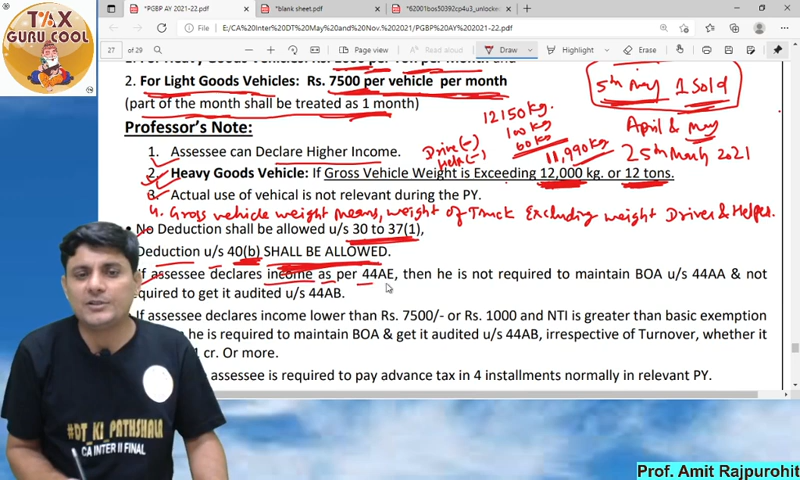 TAX
GURU COOL
*PGBP AY 2021-22.pdf
*blank sheet.pdf
*62001bos50392cp4u3_unlocked
E:/CA%20Inter%20DT%20May%20and%20Nov.%202021/PGBP%20AY%202021-22.pdf
27 of 29
Page view
Read aloud
Draw
Highlight
Erase
2. For Light Goods Vehicles: Rs. 7500 per vehicle per month
(part of the month shall be treated as 1 month)
5th May 1 Sold
12150 kg.
100 kg
60 kg
Drive (-)
Help (-)
11,990 kg
April & May
25th March 2021
Professor's Note:
1. Assessee can Declare Higher Income.
2. Heavy Goods Vehicle: If Gross Vehicle Weight is Exceeding 12,000 kg. or 12 tons.
3. Actual use of vehical is not relevant during the PY.
4. Gross vehicle weight means, weight of Truck Excluding weight Driver & Helper.
No Deduction shall be allowed u/s 30 to 37(1),
Deduction u/s 40(b) SHALL BE ALLOWED.
If assessee declares income as per 44AE, then he is not required to maintain BOA u/s 44AA & not
required to get it audited u/s 44AB.
If assessee declares income lower than Rs. 7500/- or Rs. 1000 and NTI is greater than basic exemption
he is required to maintain BOA & get it audited u/s 44AB, irrespective of Turnover, whether it
1 cr. Or more.
assessee is required to pay advance tax in 4 installments normally in relevant PY.
#DT_KI_PATHSHALA
CA INTER II FINAL
Prof. Amit Rajpurohit